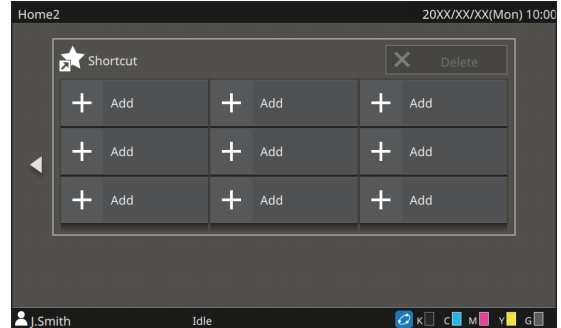 Home2 20XX/XX/XX(Mon) 10:00
Shortcut Delete
Add Add Add
Add Add Add
Add Add Add
J.Smith Idle K C M Y G